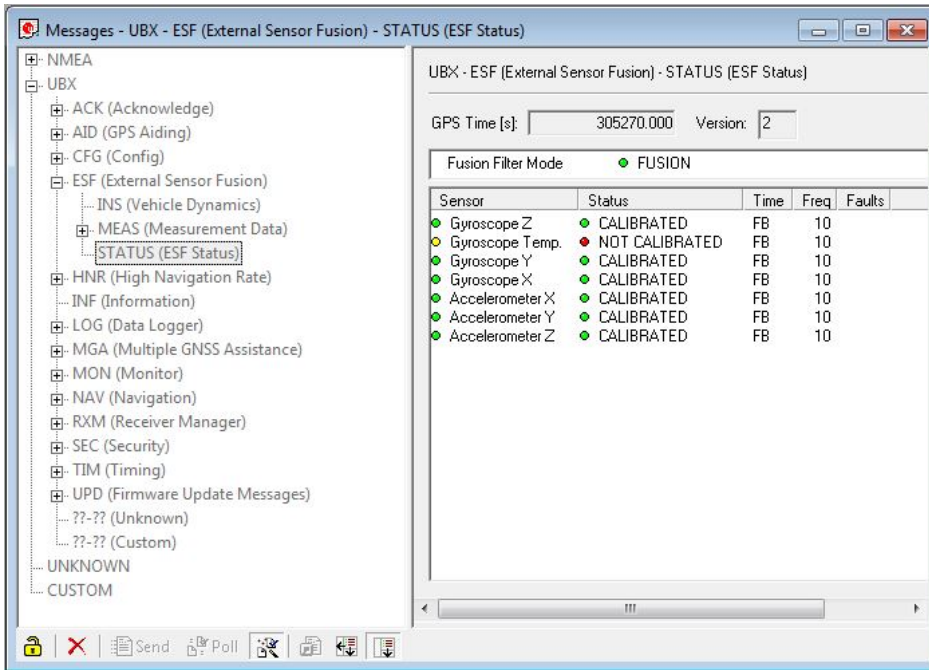 Messages - UBX - ESF (External Sensor Fusion) - STATUS (ESF Status)
NMEA
UBX
ACK (Acknowledge)
AID (GPS Aiding)
CFG (Config)
ESF (External Sensor Fusion)
INS (Vehicle Dynamics)
MEAS (Measurement Data)
STATUS (ESF Status)
HNR (High Navigation Rate)
INF (Information)
LOG (Data Logger)
MGA (Multiple GNSS Assistance)
MON (Monitor)
NAV (Navigation)
RXM (Receiver Manager)
SEC (Security)
TIM (Timing)
UPD (Firmware Update Messages)
??-?? (Unknown)
??-?? (Custom)
UNKNOWN
CUSTOM
UBX - ESF (External Sensor Fusion) - STATUS (ESF Status)
GPS Time [s]: 305270.000 Version: 2
Fusion Filter Mode FUSION
Sensor Status Time Freq Faults
Gyroscope Z CALIBRATED FB 10
Gyroscope Temp. NOT CALIBRATED FB 10
Gyroscope Y CALIBRATED FB 10
Gyroscope X CALIBRATED FB 10
Accelerometer X CALIBRATED FB 10
Accelerometer Y CALIBRATED FB 10
Accelerometer Z CALIBRATED FB 10
Send Poll